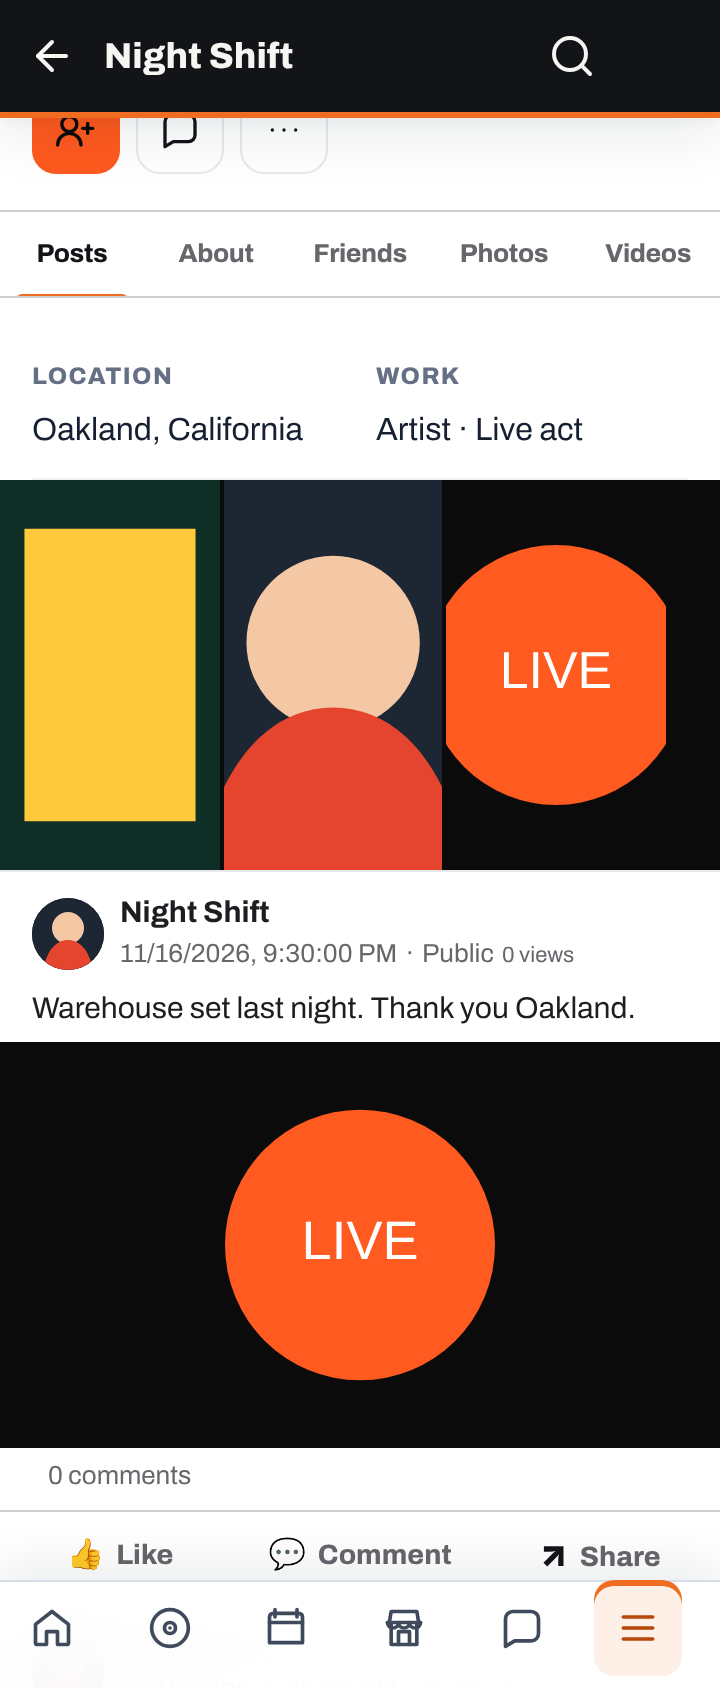 Night Shift
...
Posts About Friends Photos Videos
LOCATION WORK
Oakland, California Artist · Live act
LIVE
Night Shift
11/16/2026, 9:30:00 PM · Public 0 views
Warehouse set last night. Thank you Oakland.
LIVE
0 comments
👍 Like 💬 Comment Share